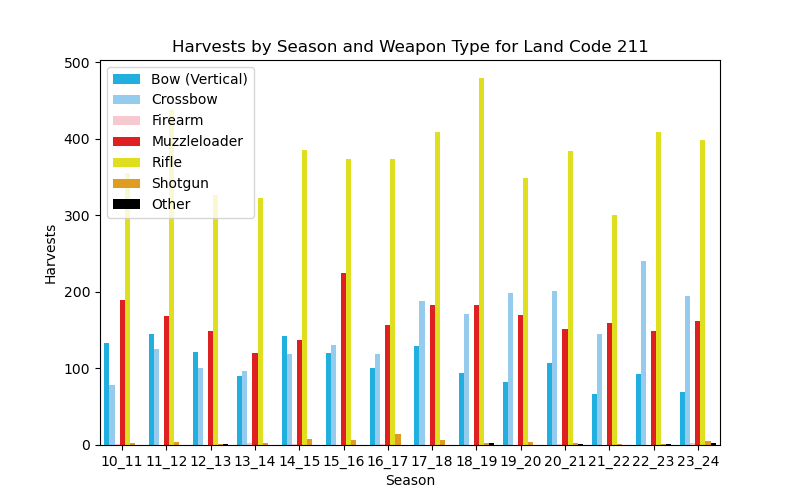 Harvests by Season and Weapon Type for Land Code 211
500
400
300
200
100
0
Harvests
Bow (Vertical)
Crossbow
Firearm
Muzzleloader
Rifle
Shotgun
Other
10_11 11_12 12_13 13_14 14_15 15_16 16_17 17_18 18_19 19_20 20_21 21_22 22_23 23_24
Season